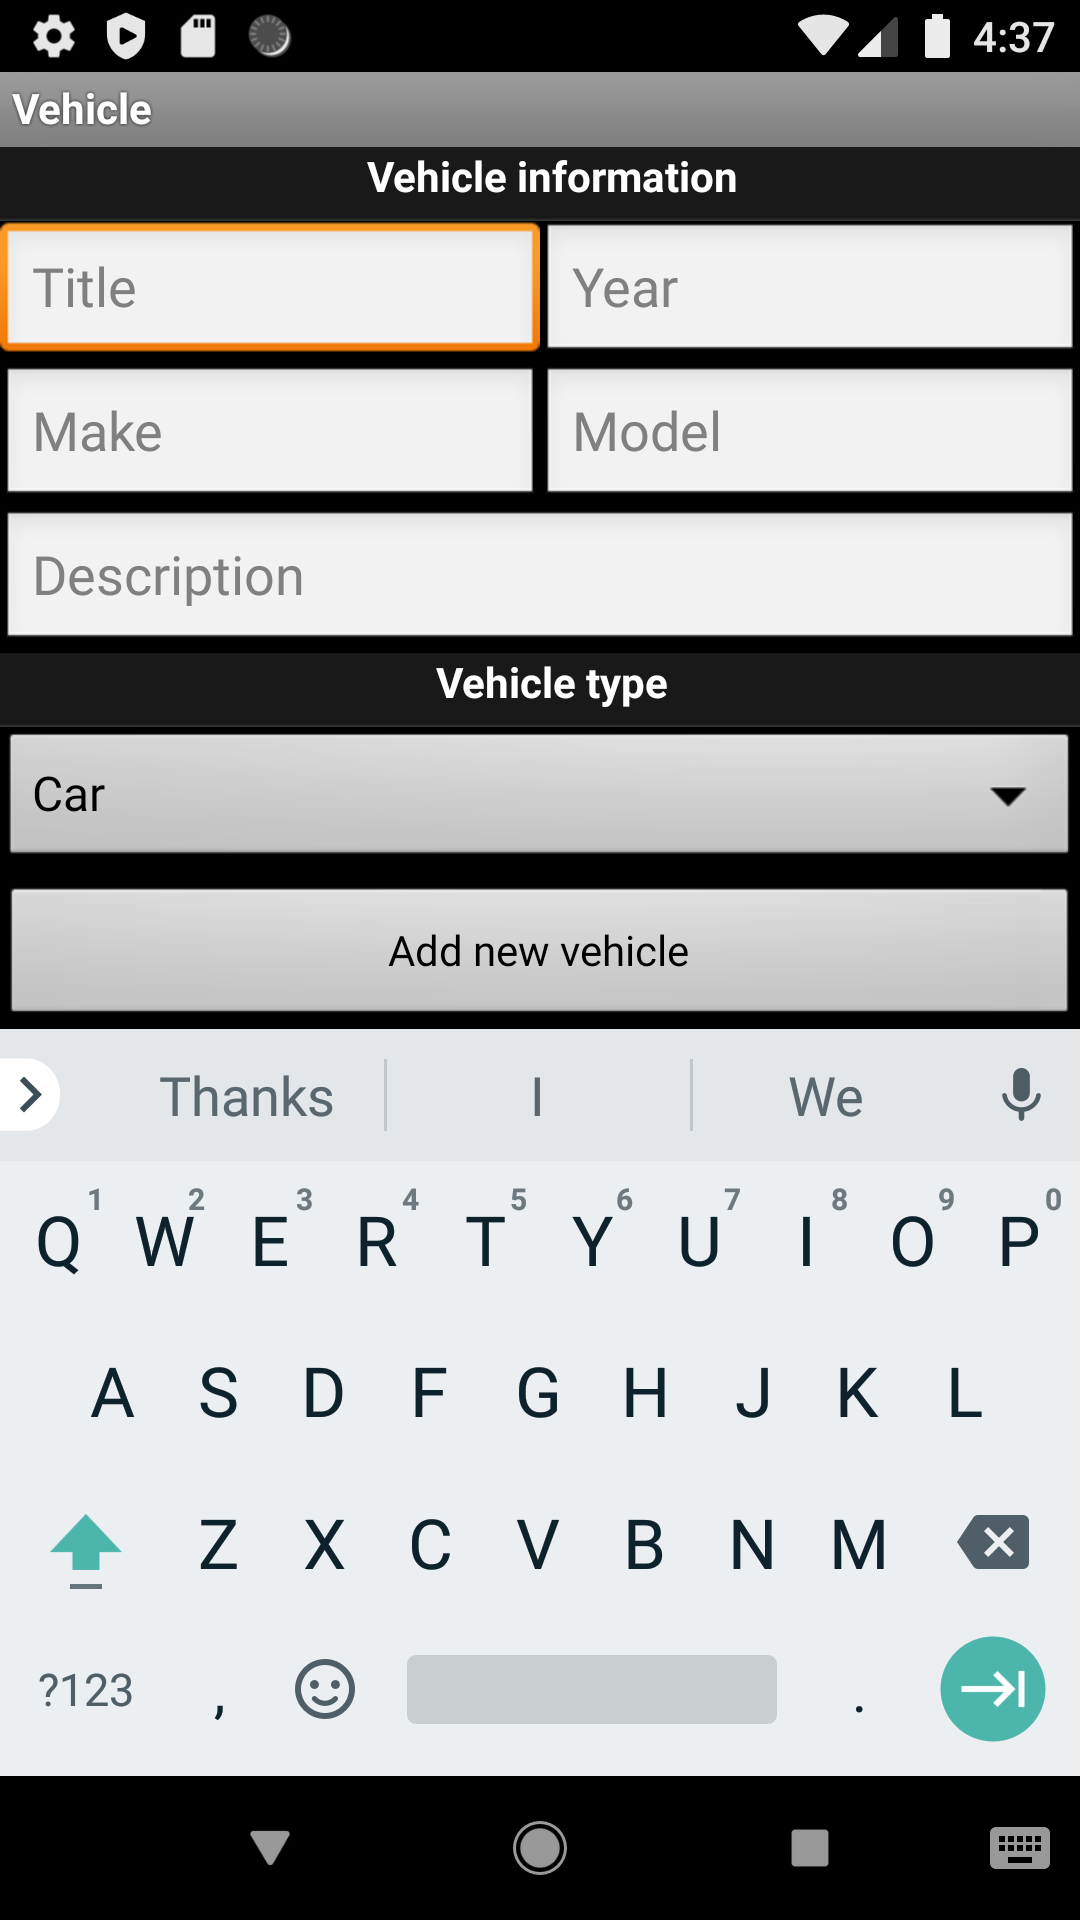 4:37
Vehicle
Vehicle information
Title Year
Make Model
Description
Vehicle type
Car
Add new vehicle
Thanks I We
1 2 3 4 5 6 7 8 9 0
Q W E R T Y U I O P
A S D F G H J K L
Z X C V B N M
?123 , .